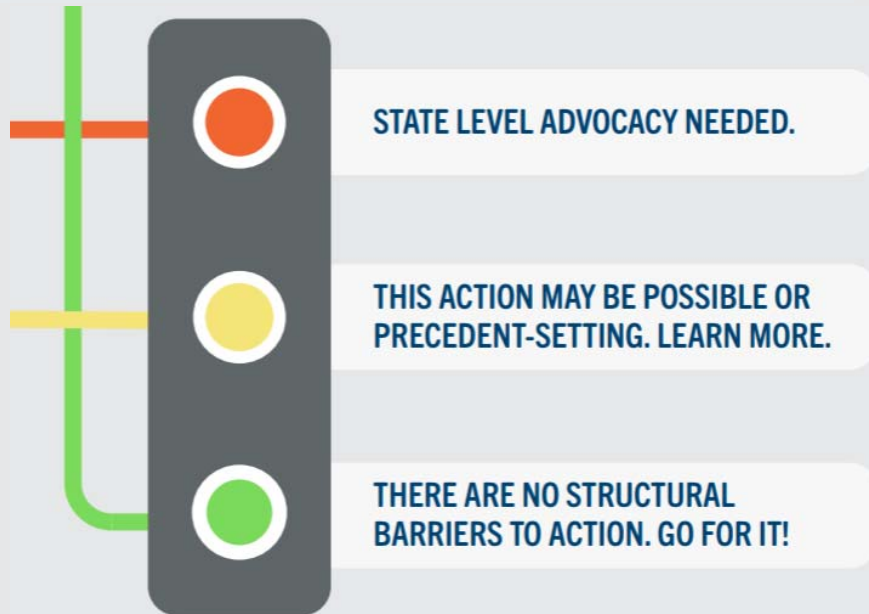 STATE LEVEL ADVOCACY NEEDED.
THIS ACTION MAY BE POSSIBLE OR
PRECEDENT-SETTING. LEARN MORE.
THERE ARE NO STRUCTURAL
BARRIERS TO ACTION. GO FOR IT!